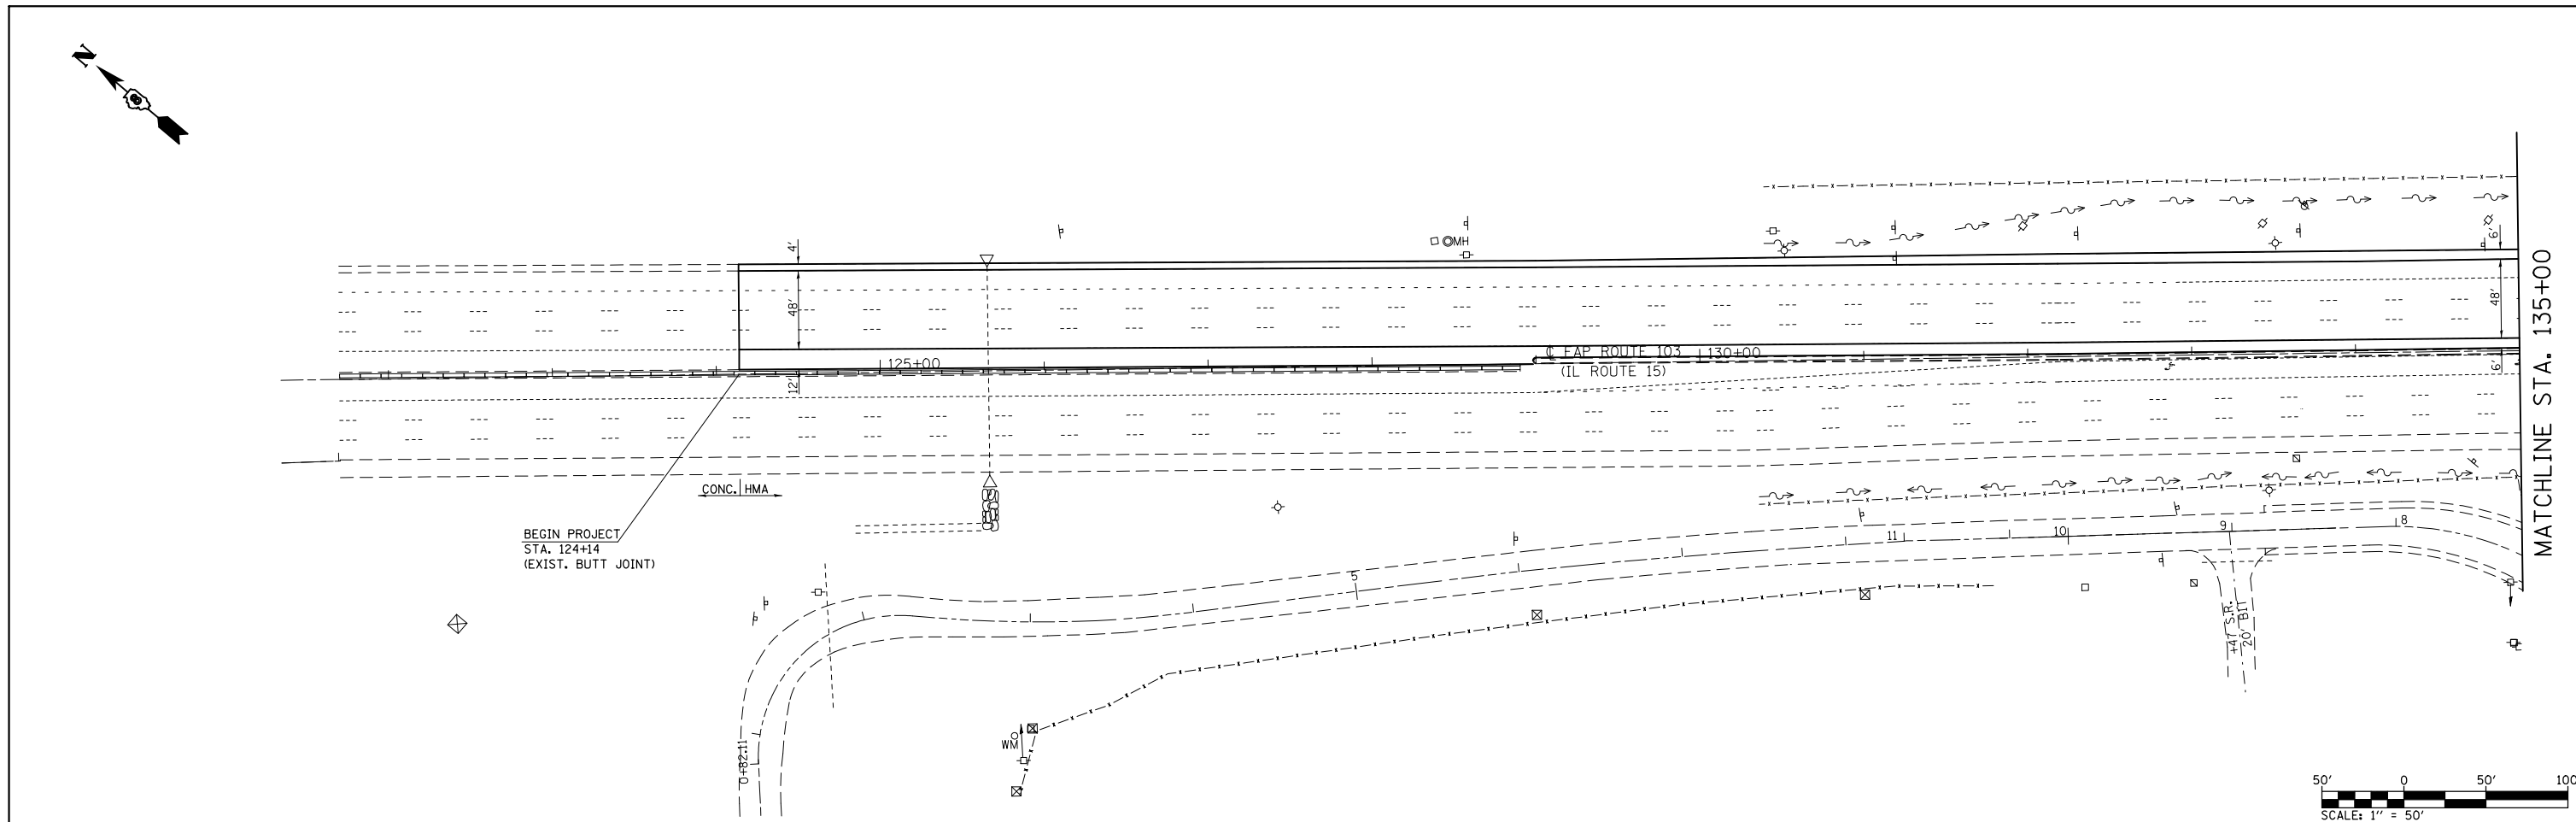 N
4'
48'
12'
125+00
OMH
℄ FAP ROUTE 103
130+00
(IL ROUTE 15)
6'
48'
6'
MATCHLINE STA. 135+00
CONC. HMA
BEGIN PROJECT
STA. 124+14
(EXIST. BUTT JOINT)
5
11
10
9
8
+47 S.R.
20' BIT
0+82.11
WM
50' 0 50' 100
SCALE: 1" = 50'